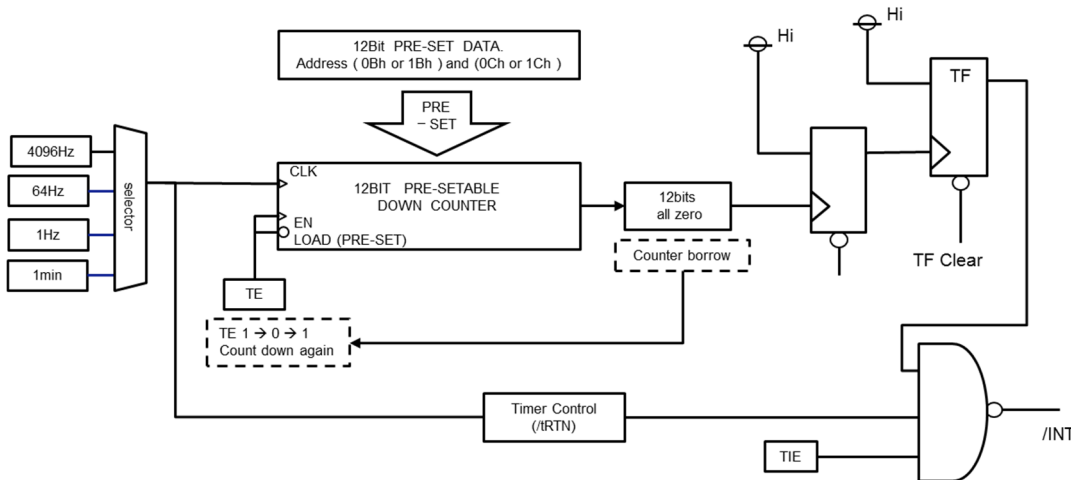 Hi
Hi
12Bit PRE-SET DATA.
Address ( 0Bh or 1Bh ) and (0Ch or 1Ch )
TF
PRE
－SET
4096Hz
64Hz
1Hz
1min
selector
CLK
12BIT PRE-SETABLE
DOWN COUNTER
EN
LOAD (PRE-SET)
12bits
all zero
Counter borrow
TF Clear
TE
TE 1 → 0 → 1
Count down again
Timer Control
(/tRTN)
TIE
/INT